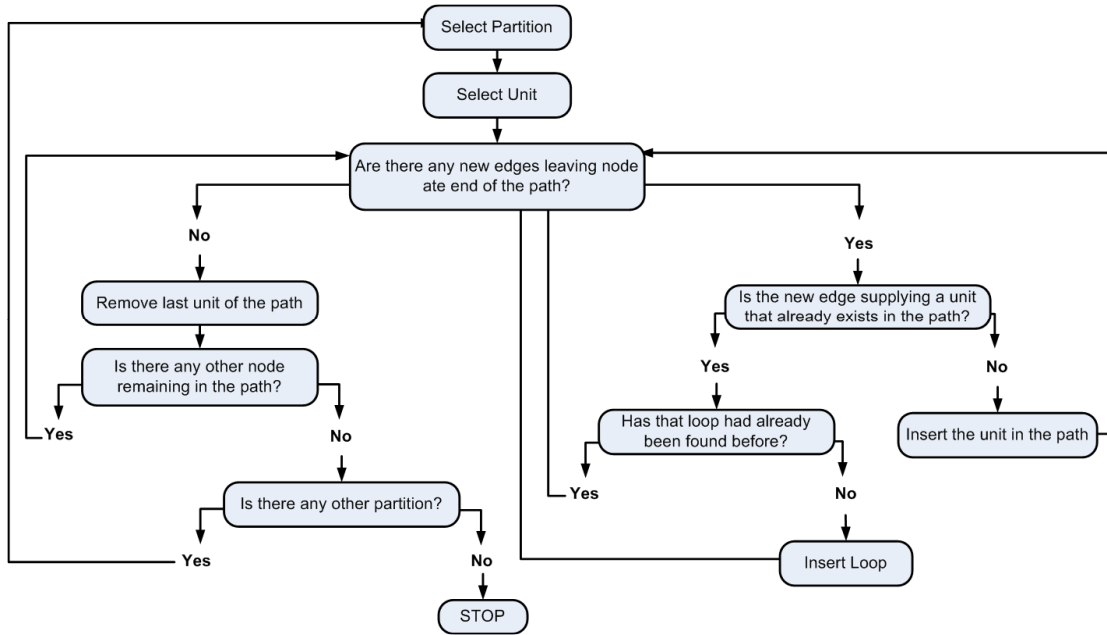 Select Partition
Select Unit
Are there any new edges leaving node
ate end of the path?
No
Yes
Remove last unit of the path
Is the new edge supplying a unit
that already exists in the path?
Is there any other node
remaining in the path?
Yes
No
Yes
No
Has that loop had already
been found before?
Insert the unit in the path
Is there any other partition?
Yes
No
Yes
No
Insert Loop
STOP